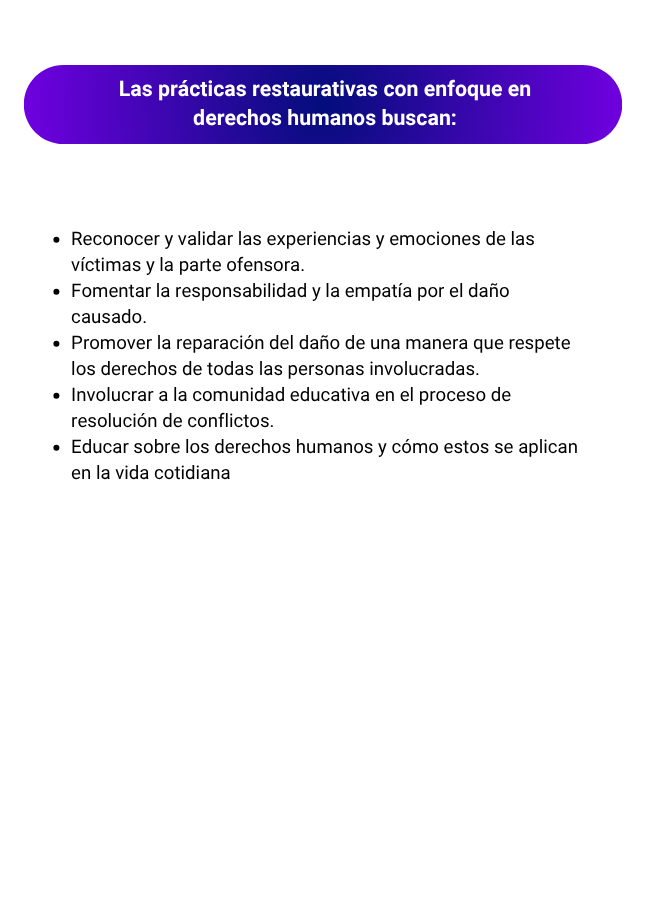 Las prácticas restaurativas con enfoque en
derechos humanos buscan:
• Reconocer y validar las experiencias y emociones de las
víctimas y la parte ofensora.
• Fomentar la responsabilidad y la empatía por el daño
causado.
• Promover la reparación del daño de una manera que respete
los derechos de todas las personas involucradas.
• Involucrar a la comunidad educativa en el proceso de
resolución de conflictos.
• Educar sobre los derechos humanos y cómo estos se aplican
en la vida cotidiana